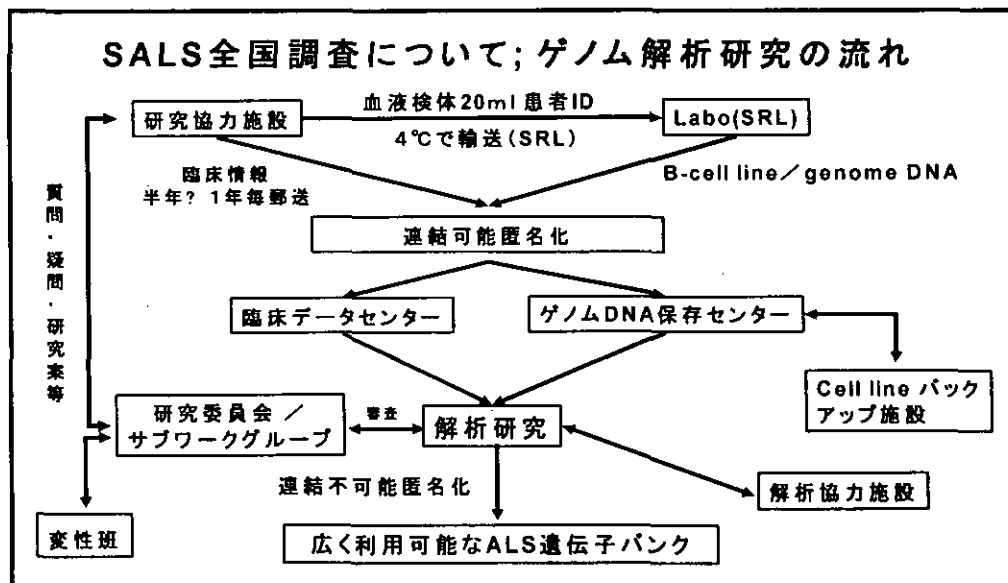 SALS全国調査について；ゲノム解析研究の流れ
血液検体20ml 患者ID
研究協力施設
Labo(SRL)
4℃で輸送(SRL)
臨床情報
半年？ 1年毎郵送
B-cell line／genome DNA
質問・疑問・研究案等
連結可能匿名化
臨床データセンター
ゲノムDNA保存センター
Cell line バック
アップ施設
研究委員会 ／
サブワークグループ
審査
解析研究
連結不可能匿名化
解析協力施設
変性班
広く利用可能なALS遺伝子バンク